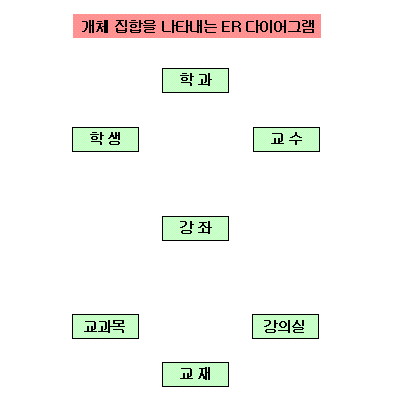 개체 집합을 나타내는 ER 다이어그램
학 과
학 생
교 수
강 좌
교과목
강의실
교 재